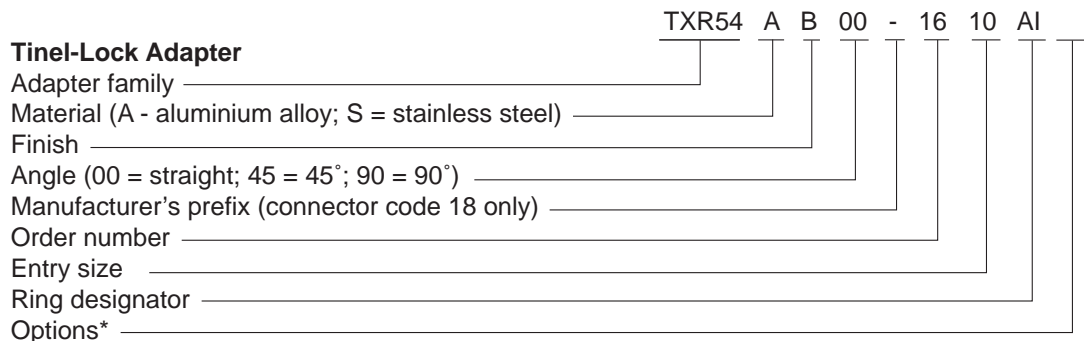 TXR54 A B 00 - 16 10 AI
Tinel-Lock Adapter
Adapter family
Material (A - aluminium alloy; S = stainless steel)
Finish
Angle (00 = straight; 45 = 45˚; 90 = 90˚)
Manufacturer's prefix (connector code 18 only)
Order number
Entry size
Ring designator
Options*